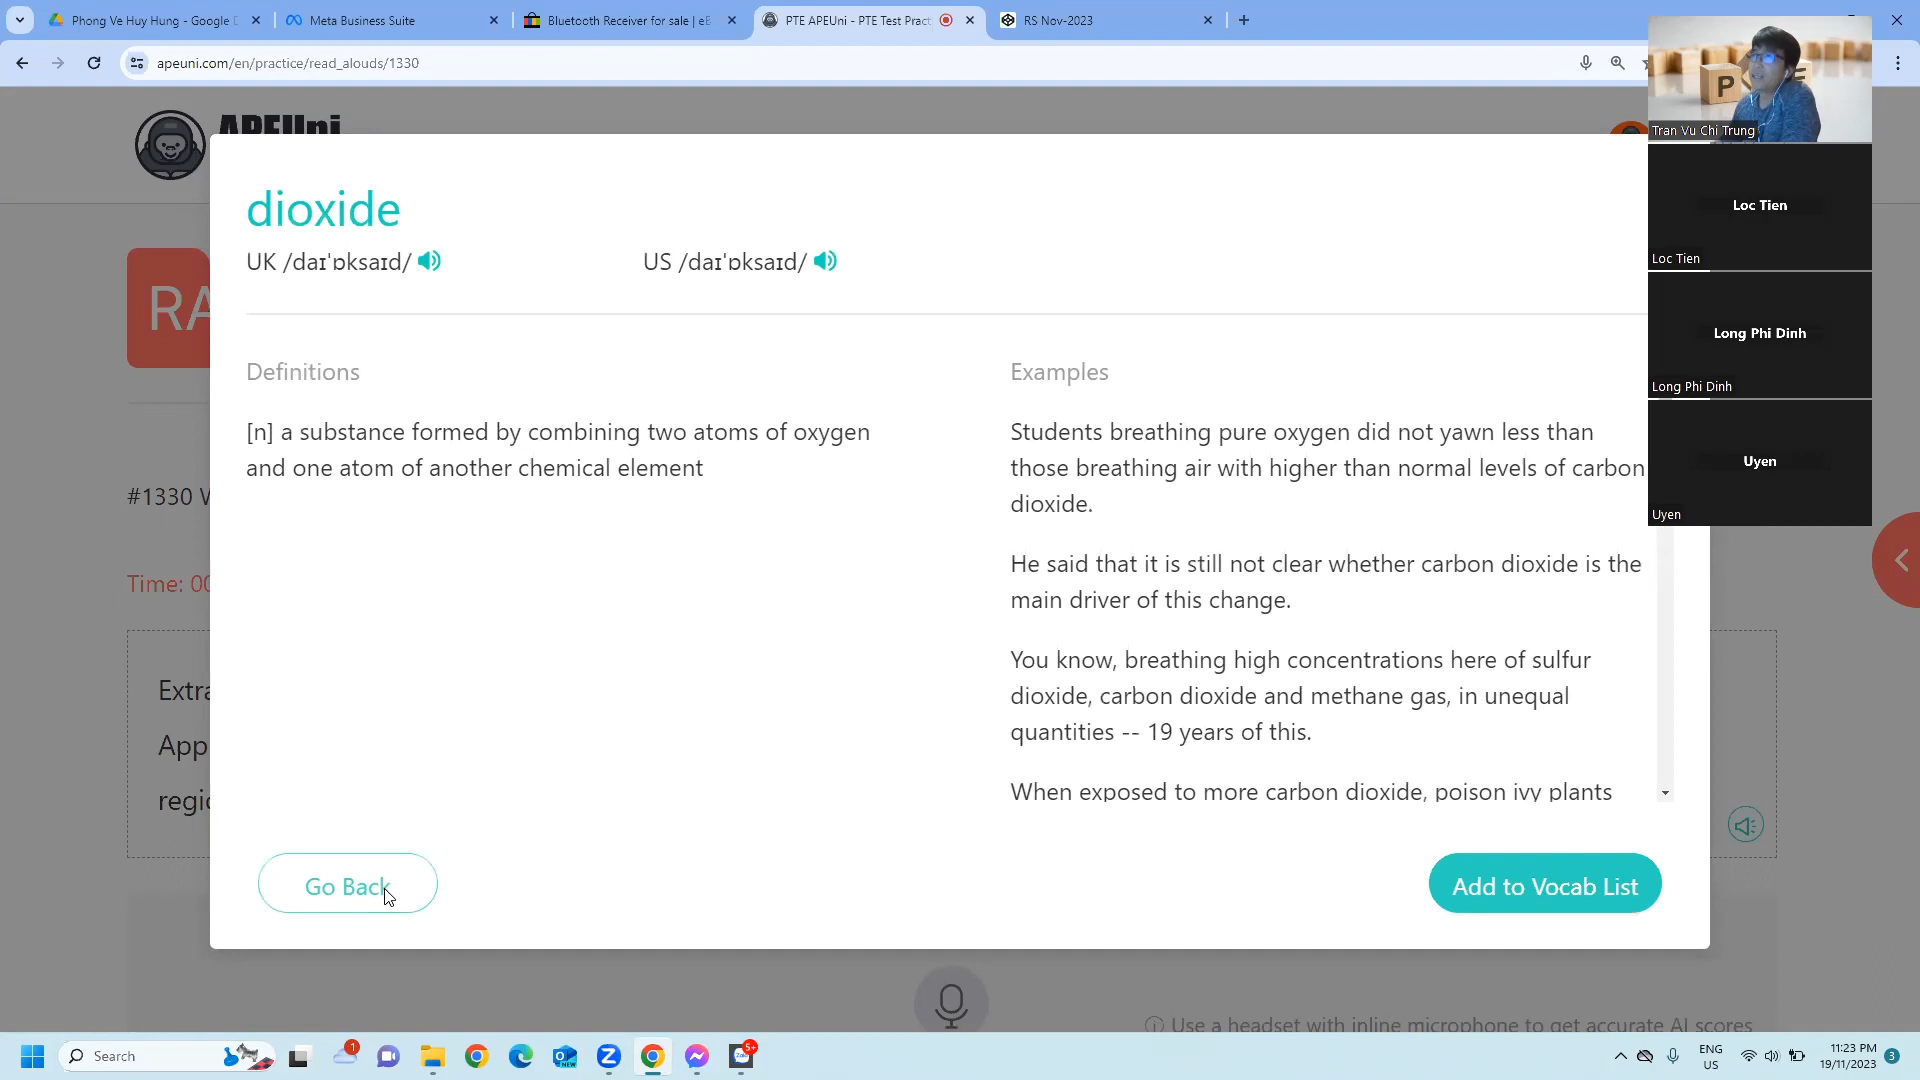 Phong Ve Huy Hung - Google D
Meta Business Suite
Bluetooth Receiver for sale | eB
PTE APEUni - PTE Test Pract
RS Nov-2023
apeuni.com/en/practice/read_alouds/1330
APEUni
P
E
Tran Vu Chi Trung
Loc Tien
Loc Tien
Long Phi Dinh
Long Phi Dinh
Uyen
Uyen
dioxide
UK /daɪˈɒksaɪd/
US /daɪˈɒksaɪd/
RA
Definitions
Examples
[n] a substance formed by combining two atoms of oxygen
and one atom of another chemical element
Students breathing pure oxygen did not yawn less than
those breathing air with higher than normal levels of carbon
dioxide.
He said that it is still not clear whether carbon dioxide is the
main driver of this change.
You know, breathing high concentrations here of sulfur
dioxide, carbon dioxide and methane gas, in unequal
quantities -- 19 years of this.
When exposed to more carbon dioxide, poison ivy plants
#1330 W
Time: 00
Extra
App
regio
Go Back
Add to Vocab List
Use a headset with inline microphone to get accurate AI scores
Search
1
NEW
Zalo
5+
ENG
US
11:23 PM
19/11/2023
3